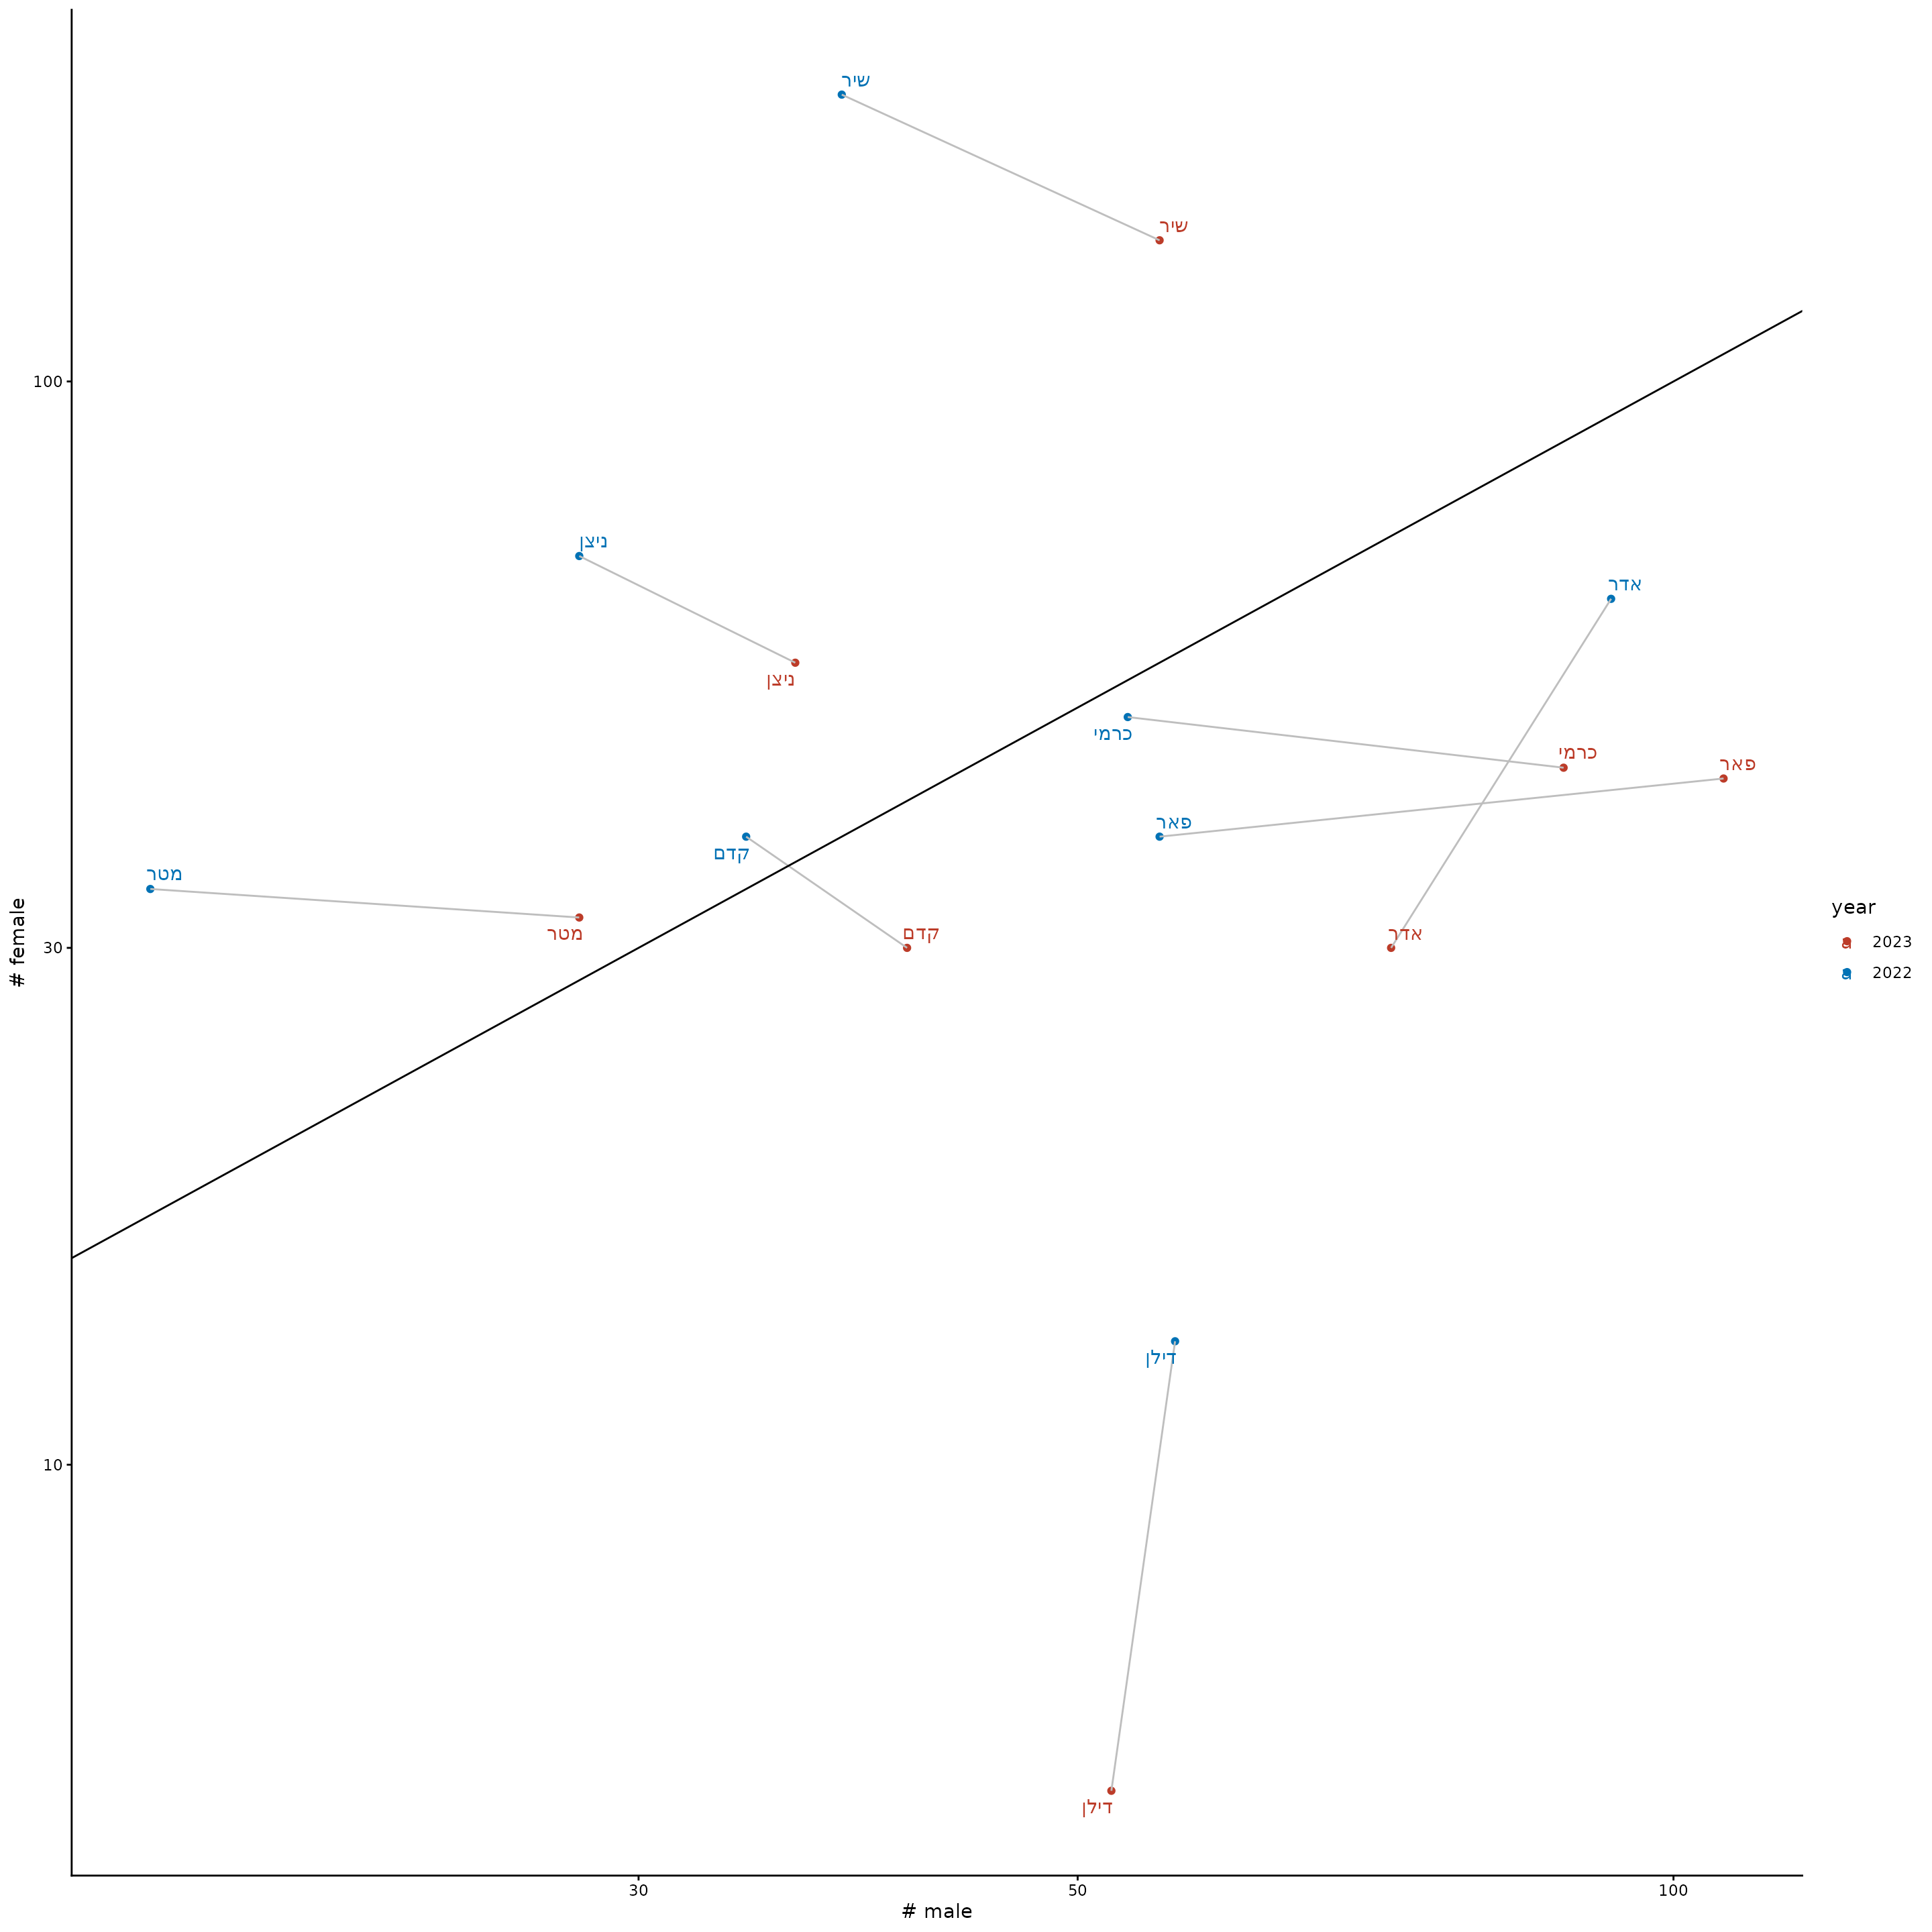 שיר
שיר
100
ניצן
אדר
ניצן
כרמי
כרמי
פאר
פאר
קדם
מטר
year
# female
מטר
קדם
אדר
2023
30
2022
דילן
10
דילן
30
50
100
# male